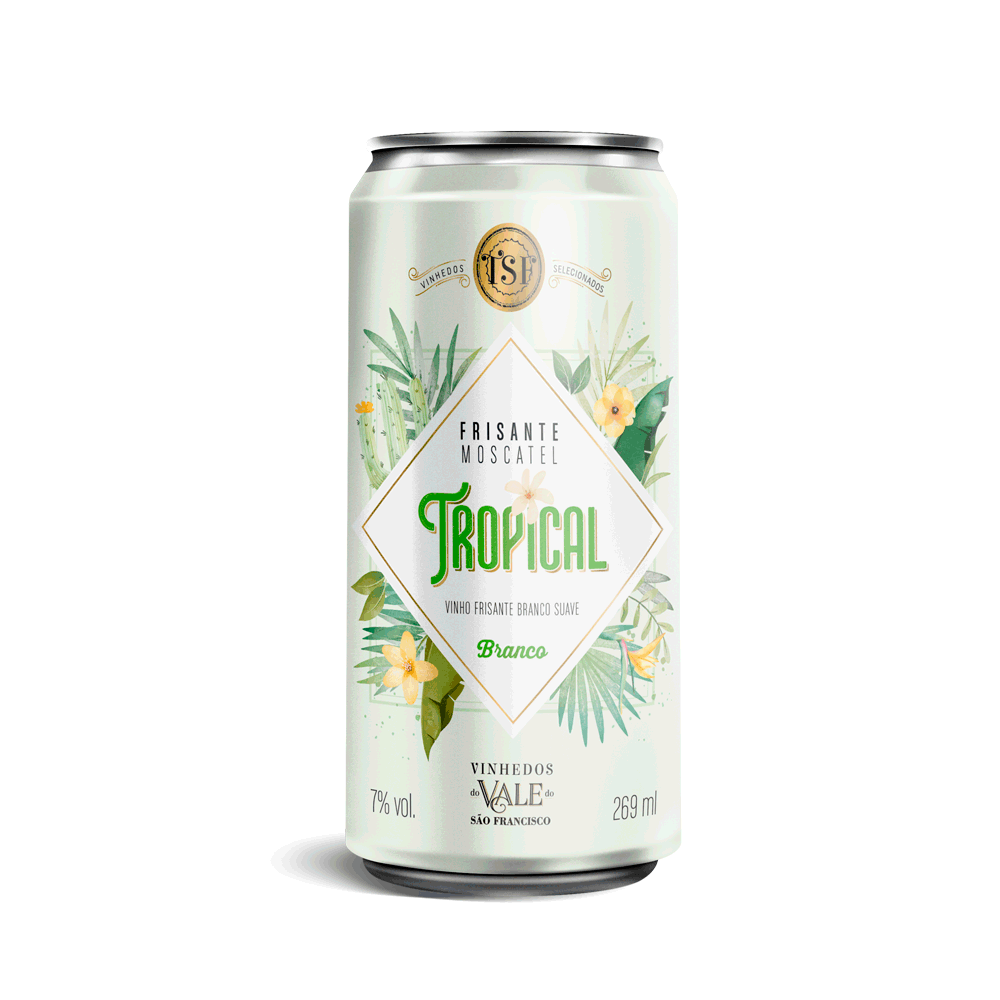 TSF
VINHEDOS SELECIONADOS
FRISANTE
MOSCATEL
TROPICAL
VINHO FRISANTE BRANCO SUAVE
Branco
VINHEDOS
do VALE do
SÃO FRANCISCO
7% vol.
269 ml